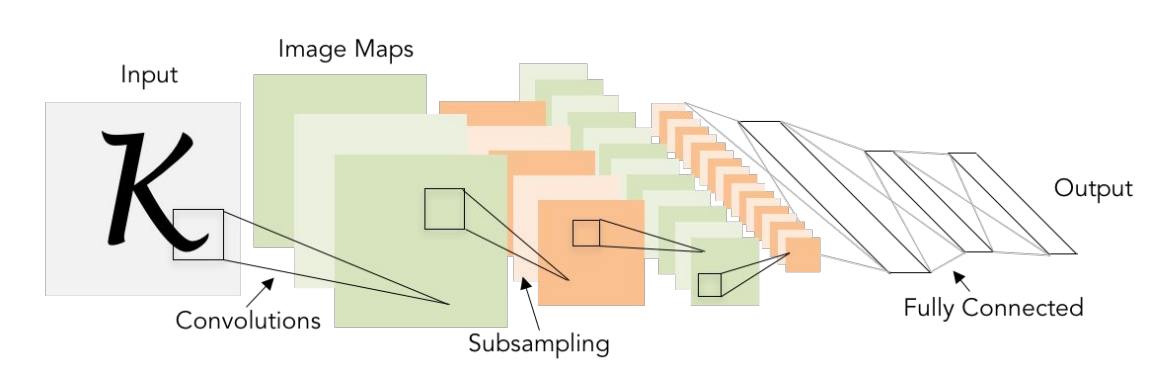 Input
Image Maps
K
Convolutions
Subsampling
Fully Connected
Output